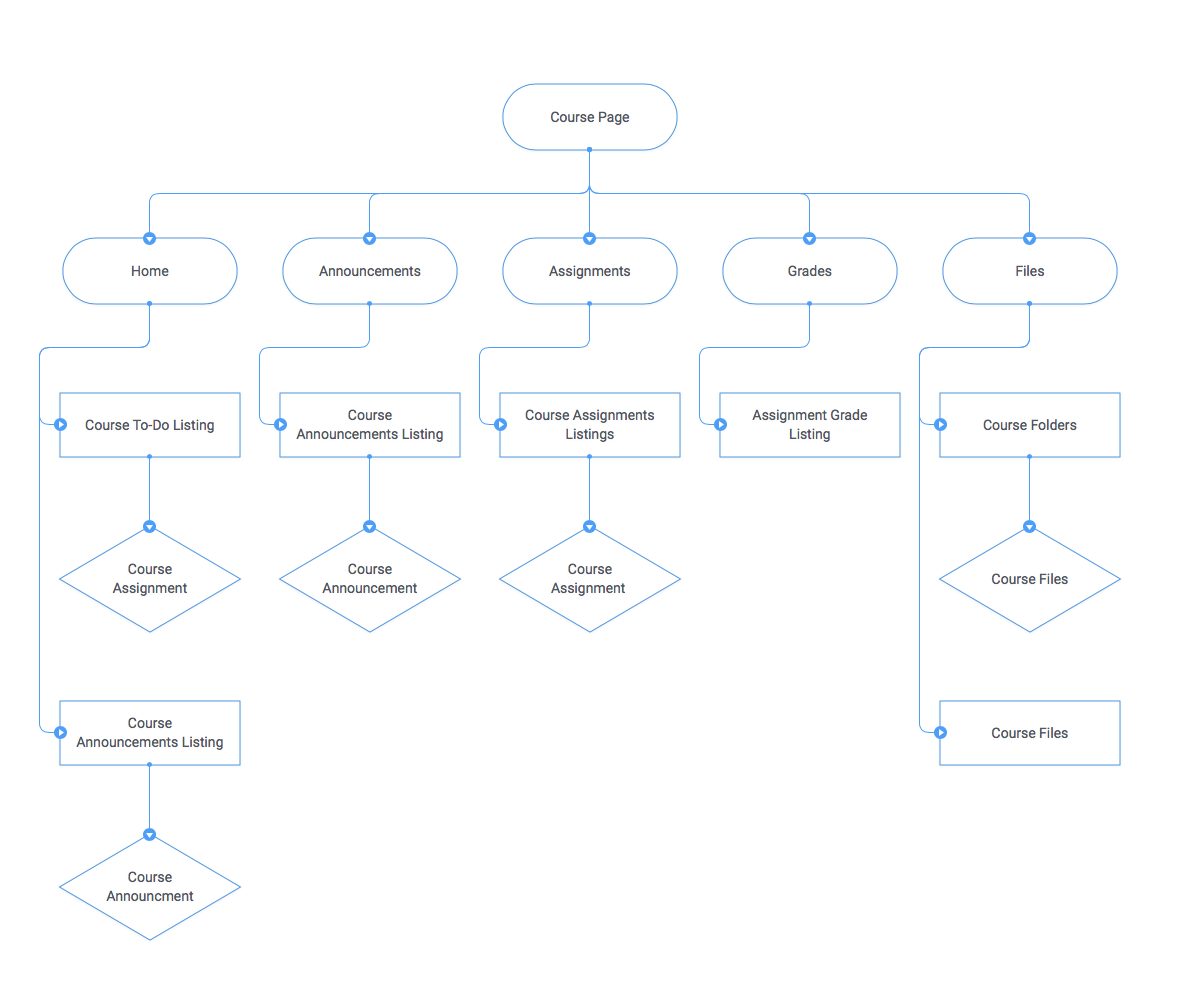 Course Page
Home
Announcements
Assignments
Grades
Files
Course To-Do Listing
Course
Announcements Listing
Course Assignments
Listings
Assignment Grade
Listing
Course Folders
Course
Assignment
Course
Announcement
Course
Assignment
Course Files
Course
Announcements Listing
Course Files
Course
Announcment